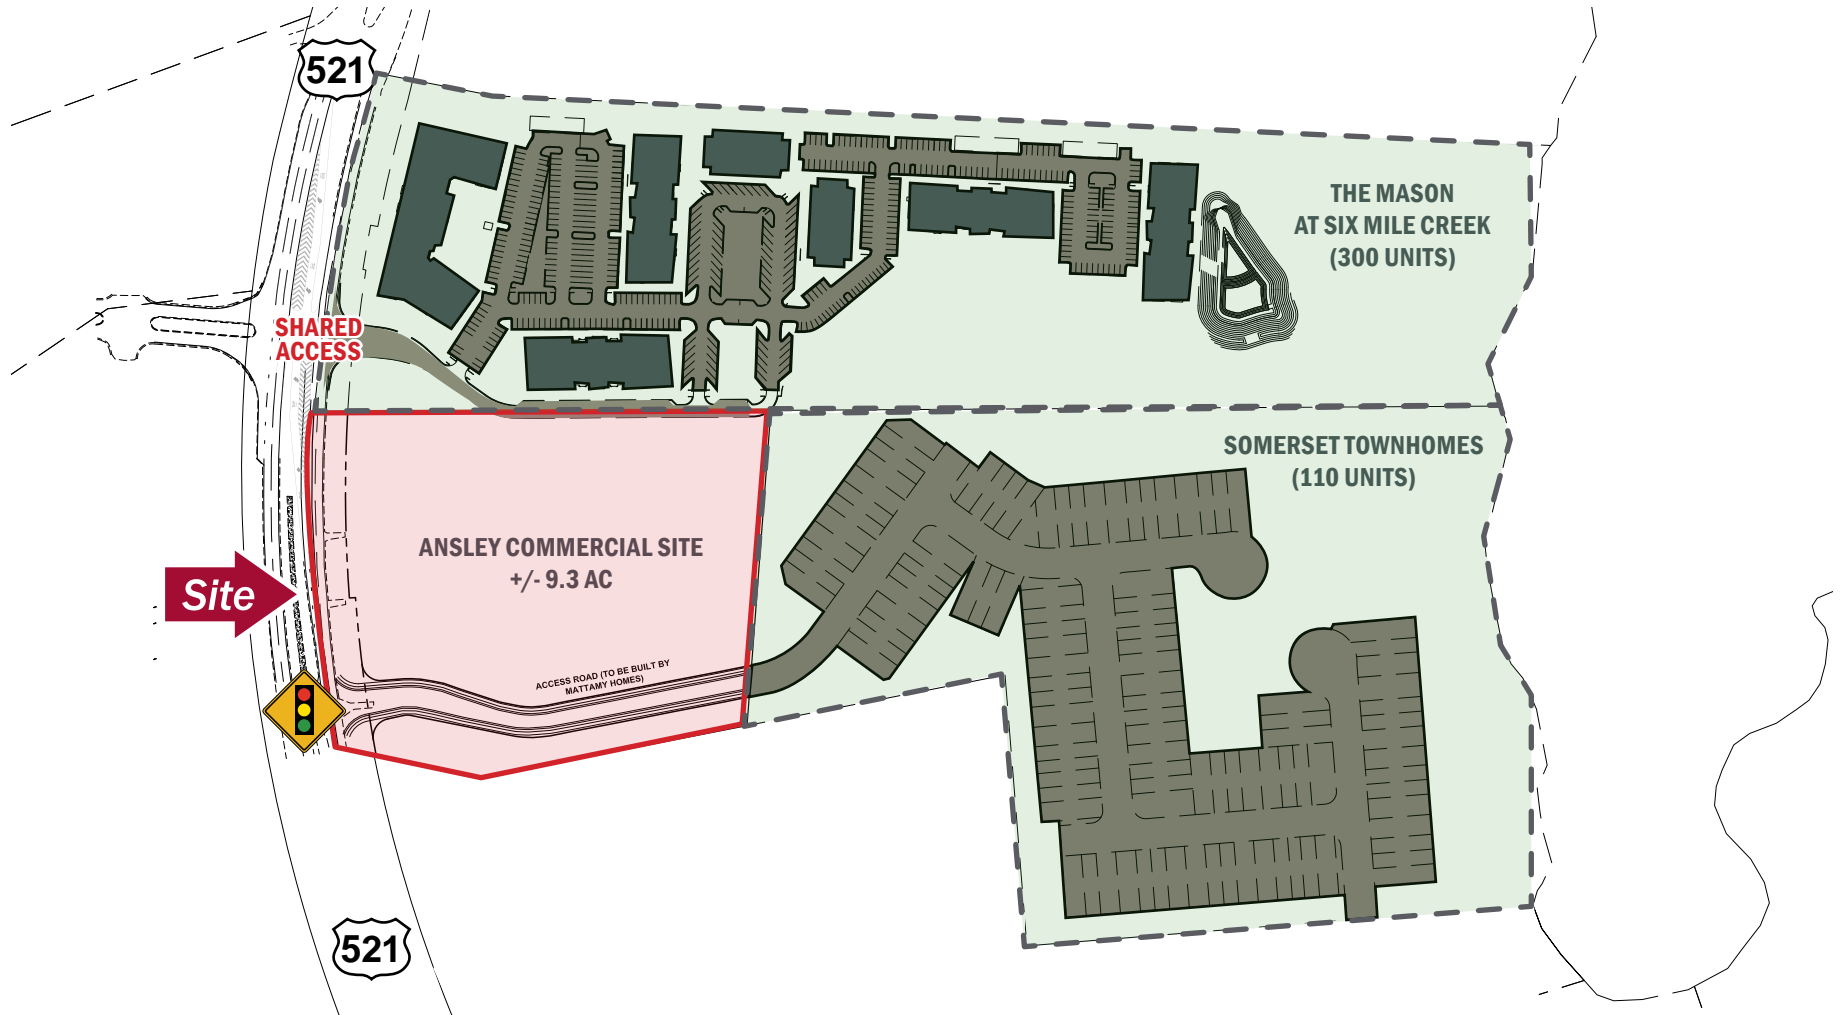 521
THE MASON
AT SIX MILE CREEK
(300 UNITS)
SHARED
ACCESS
SOMERSET TOWNHOMES
(110 UNITS)
ANSLEY COMMERCIAL SITE
+/- 9.3 AC
Site
ACCESS ROAD (TO BE BUILT BY
MATTAMY HOMES)
521